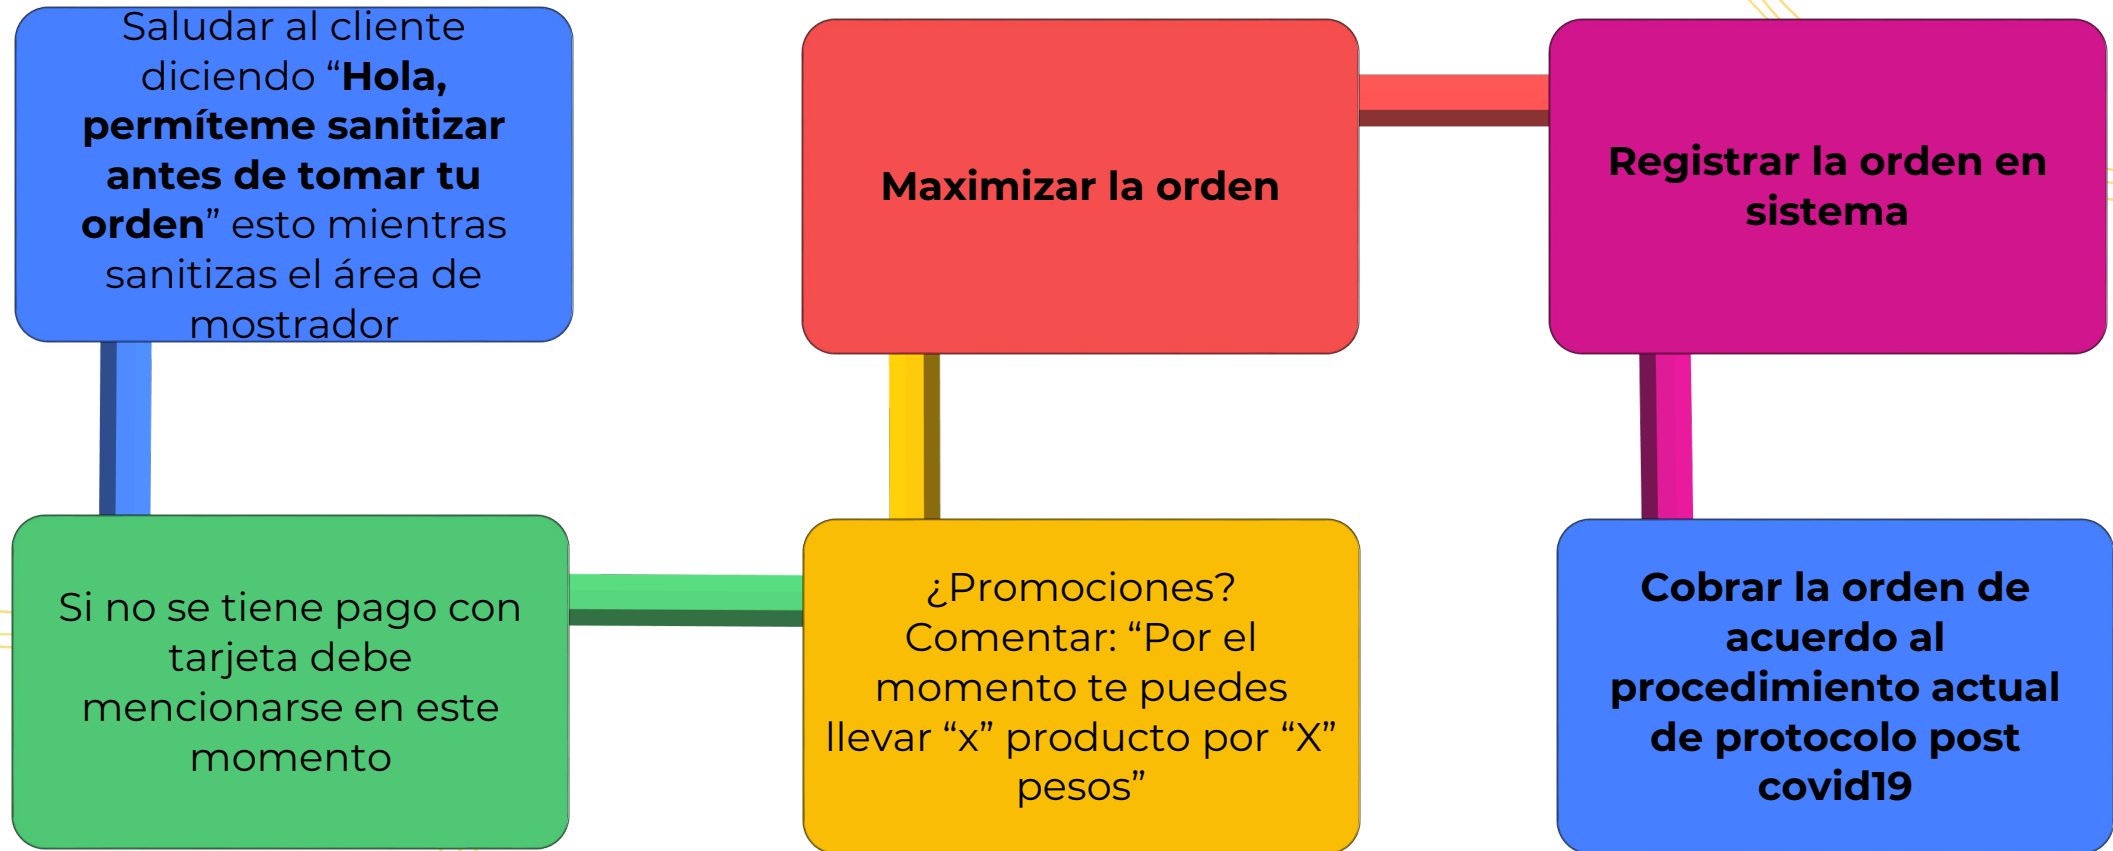 Saludar al cliente
diciendo “Hola,
permíteme sanitizar
antes de tomar tu
orden” esto mientras
sanitizas el área de
mostrador
Si no se tiene pago con
tarjeta debe
mencionarse en este
momento
¿Promociones?
Comentar: “Por el
momento te puedes
llevar “x” producto por “X”
pesos”
Maximizar la orden
Registrar la orden en
sistema
Cobrar la orden de
acuerdo al
procedimiento actual
de protocolo post
covid19